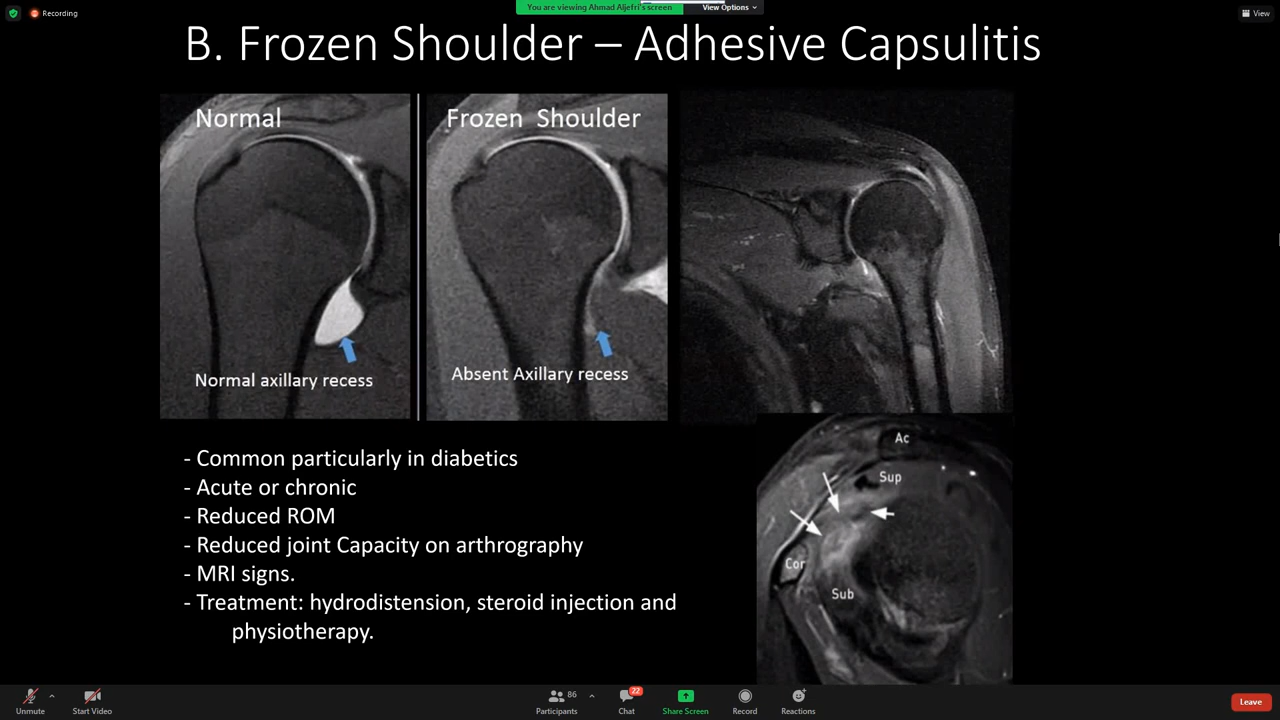 Recording
You are viewing Ahmad Aljefri's screen
View Options
View
B. Frozen Shoulder – Adhesive Capsulitis
Normal
Frozen Shoulder
Normal axillary recess
Absent Axillary recess
- Common particularly in diabetics
- Acute or chronic
- Reduced ROM
- Reduced joint Capacity on arthrography
- MRI signs.
- Treatment: hydrodistension, steroid injection and
physiotherapy.
Ac
Sup
Cor
Sub
Unmute
Start Video
86
Participants
22
Chat
Share Screen
Record
Reactions
Leave